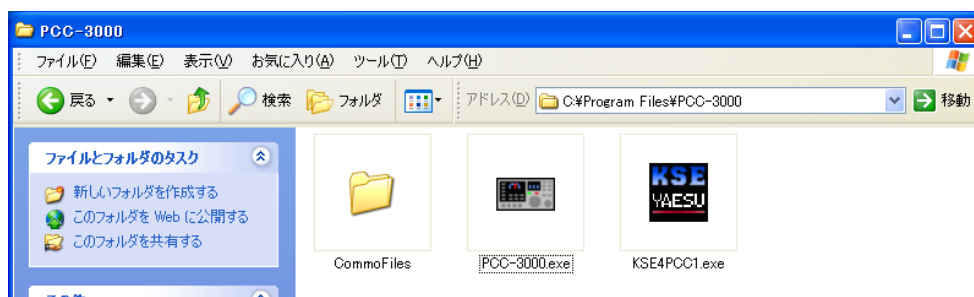 PCC-3000
ファイル(F) 編集(E) 表示(V) お気に入り(A) ツール(T) ヘルプ(H)
戻る 検索 フォルダ アドレス(D) C:¥Program Files¥PCC-3000 移動
ファイルとフォルダのタスク
新しいフォルダを作成する
このフォルダを Web に公開する
このフォルダを共有する
KSE
YAESU
CommoFiles PCC-3000.exe KSE4PCC1.exe